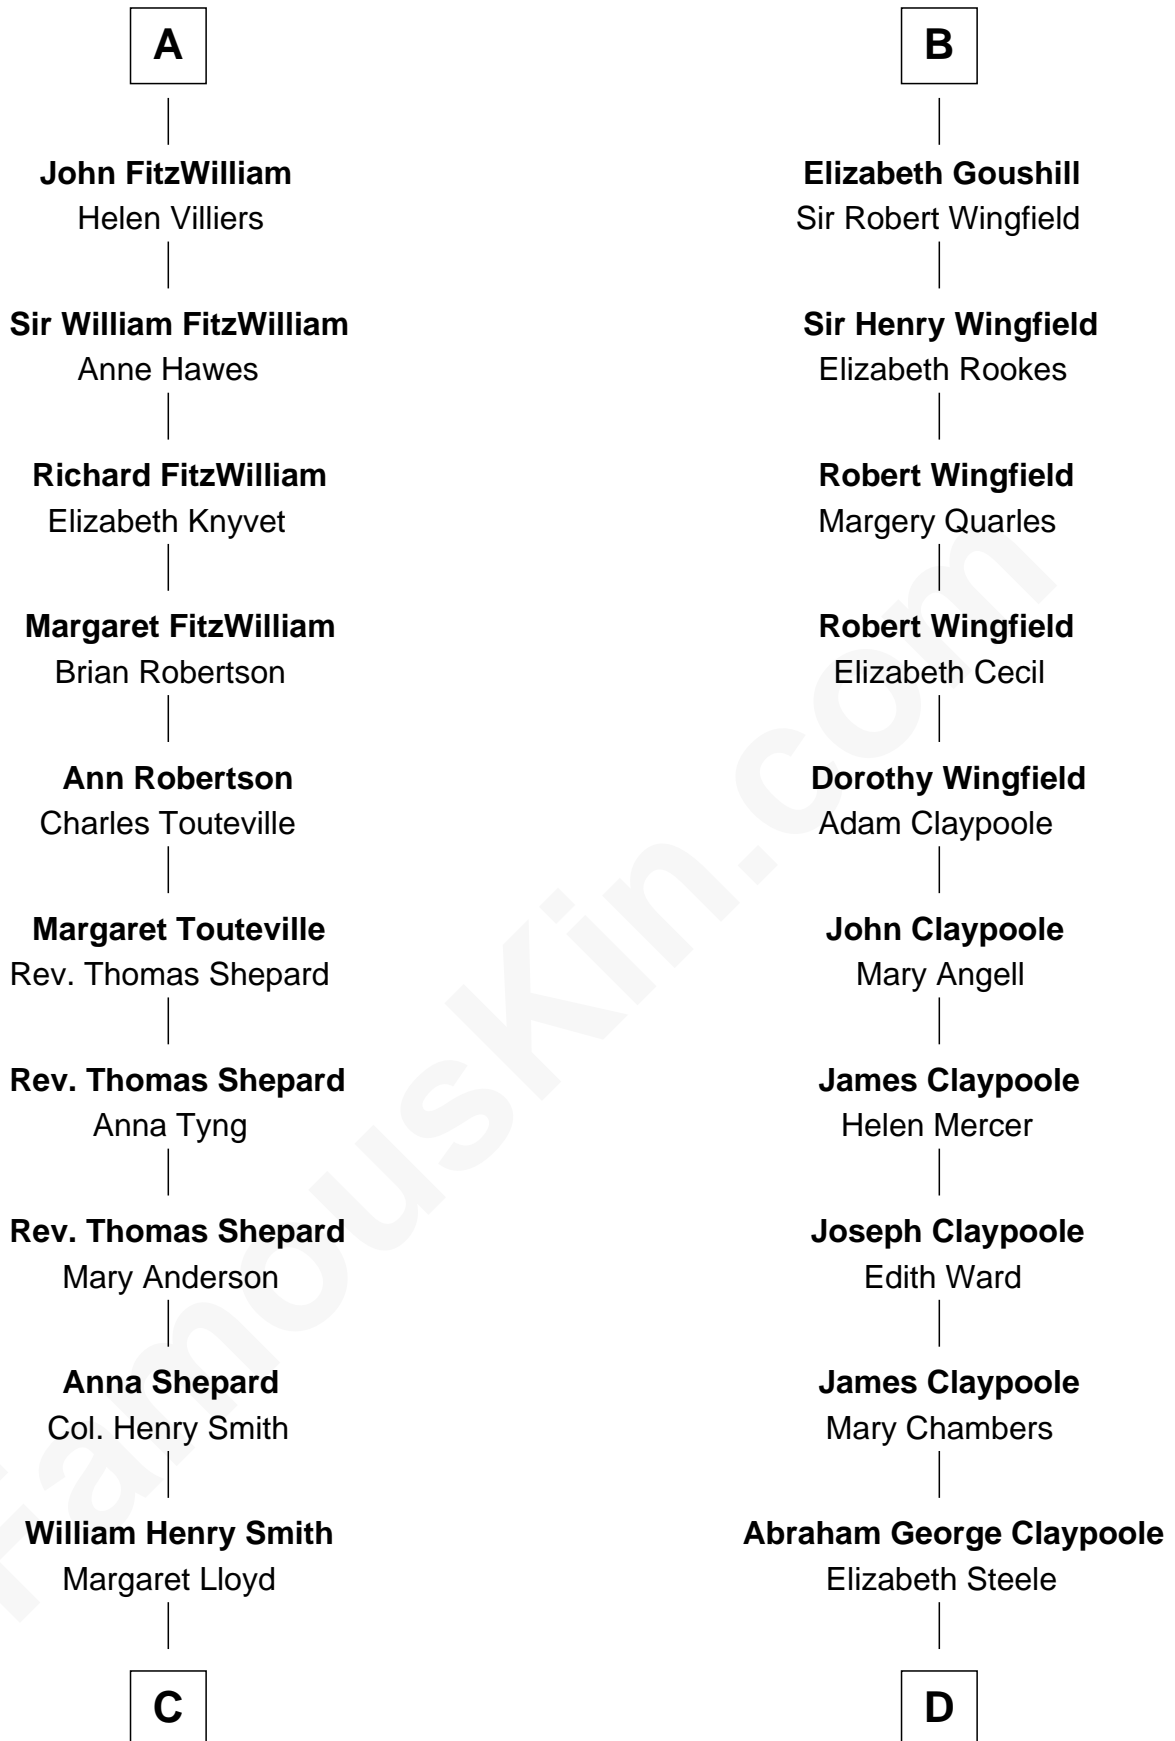 A
John FitzWilliam
Helen Villiers
Sir William FitzWilliam
Anne Hawes
Richard FitzWilliam
Elizabeth Knyvet
Margaret FitzWilliam
Brian Robertson
Ann Robertson
Charles Touteville
Margaret Touteville
Rev. Thomas Shepard
Rev. Thomas Shepard
Anna Tyng
Rev. Thomas Shepard
Mary Anderson
Anna Shepard
Col. Henry Smith
William Henry Smith
Margaret Lloyd
C
B
Elizabeth Goushill
Sir Robert Wingfield
Sir Henry Wingfield
Elizabeth Rookes
Robert Wingfield
Margery Quarles
Robert Wingfield
Elizabeth Cecil
Dorothy Wingfield
Adam Claypoole
John Claypoole
Mary Angell
James Claypoole
Helen Mercer
Joseph Claypoole
Edith Ward
James Claypoole
Mary Chambers
Abraham George Claypoole
Elizabeth Steele
D
FamousKin.com